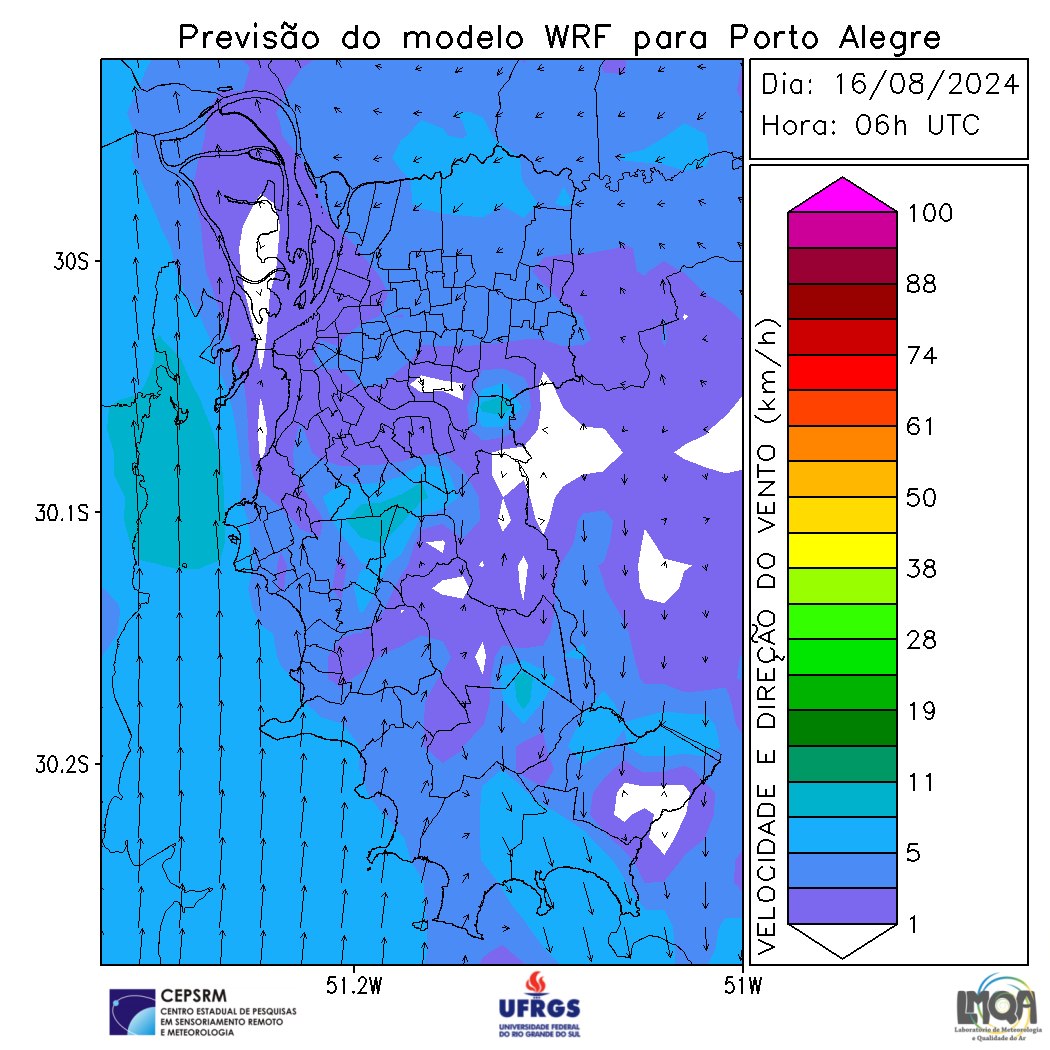 Previsão do modelo WRF para Porto Alegre
Dia: 16/08/2024
Hora: 06h UTC
30S
30.1S
30.2S
51.2W
51W
VELOCIDADE E DIREÇÃO DO VENTO (km/h)
100
88
74
61
50
38
28
19
11
5
1
CEPSRM
CENTRO ESTADUAL DE PESQUISAS
EM SENSORIAMENTO REMOTO
E METEOROLOGIA
UFRGS
UNIVERSIDADE FEDERAL
DO RIO GRANDE DO SUL
LMQA
Laboratório de Meteorologia
e Qualidade do Ar